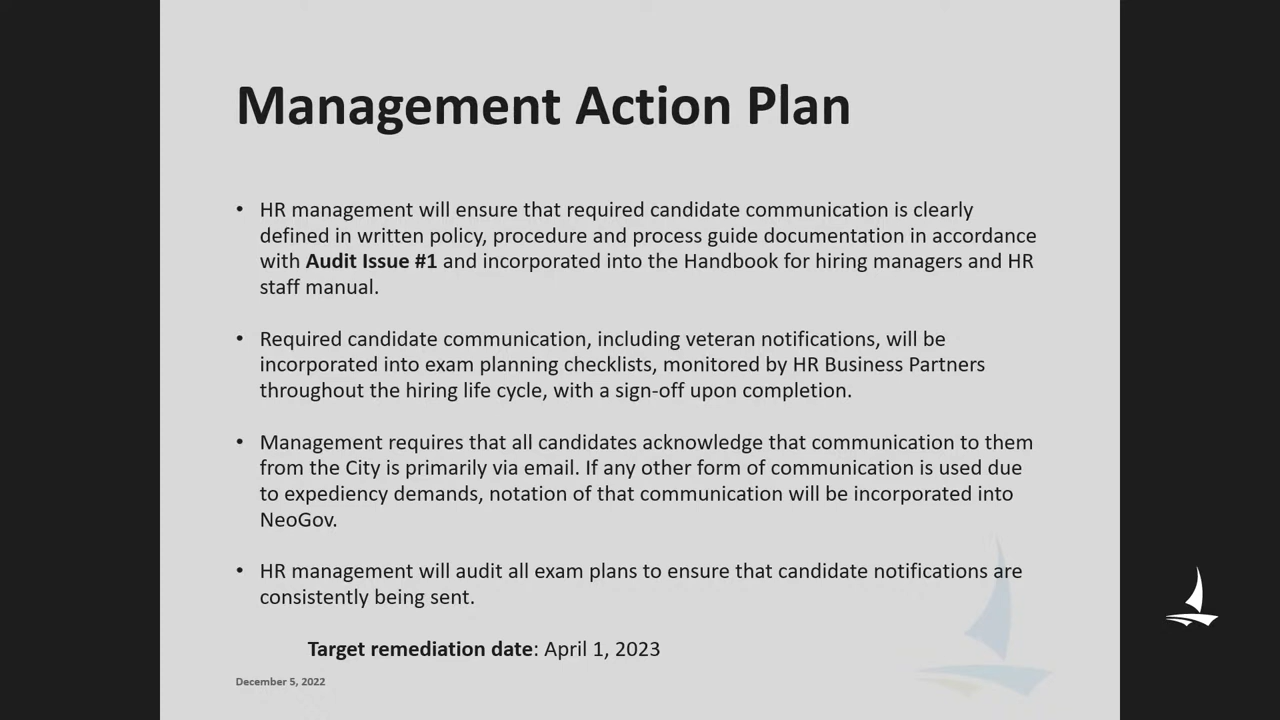 Management Action Plan
• HR management will ensure that required candidate communication is clearly
defined in written policy, procedure and process guide documentation in accordance
with Audit Issue #1 and incorporated into the Handbook for hiring managers and HR
staff manual.
• Required candidate communication, including veteran notifications, will be
incorporated into exam planning checklists, monitored by HR Business Partners
throughout the hiring life cycle, with a sign-off upon completion.
• Management requires that all candidates acknowledge that communication to them
from the City is primarily via email. If any other form of communication is used due
to expediency demands, notation of that communication will be incorporated into
NeoGov.
• HR management will audit all exam plans to ensure that candidate notifications are
consistently being sent.
Target remediation date: April 1, 2023
December 5, 2022